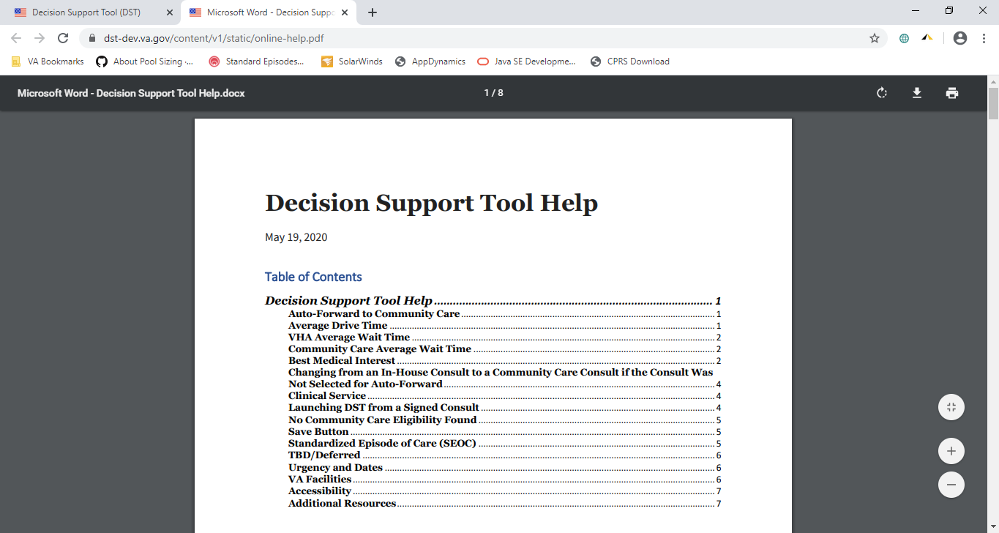 Decision Support Tool (DST)
Microsoft Word - Decision Suppo
dst-dev.va.gov/content/v1/static/online-help.pdf
VA Bookmarks
About Pool Sizing ·...
Standard Episodes...
SolarWinds
AppDynamics
Java SE Developme...
CPRS Download
Microsoft Word - Decision Support Tool Help.docx
1 / 8
Decision Support Tool Help
May 19, 2020
Table of Contents
Decision Support Tool Help 1
Auto-Forward to Community Care 1
Average Drive Time 1
VHA Average Wait Time 2
Community Care Average Wait Time 2
Best Medical Interest 2
Changing from an In-House Consult to a Community Care Consult if the Consult Was
Not Selected for Auto-Forward 4
Clinical Service 4
Launching DST from a Signed Consult 4
No Community Care Eligibility Found 5
Save Button 5
Standardized Episode of Care (SEOC) 5
TBD/Deferred 6
Urgency and Dates 6
VA Facilities 6
Accessibility 7
Additional Resources 7